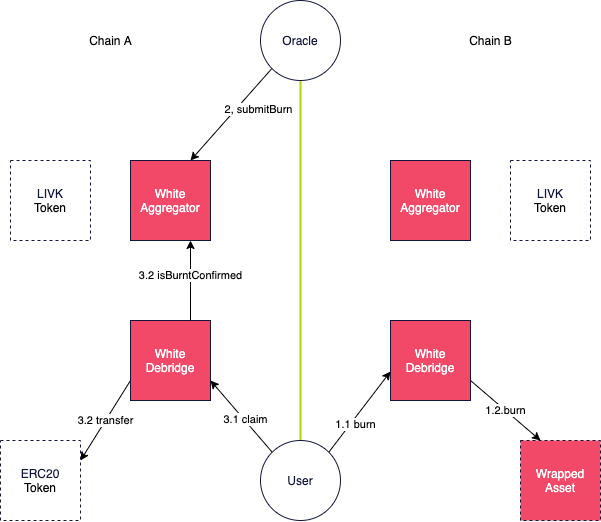 Chain A
Oracle
Chain B
2, submitBurn
LIVK
Token
White
Aggregator
White
Aggregator
LIVK
Token
3.2 isBurntConfirmed
White
Debridge
White
Debridge
3.2 transfer
3.1 claim
1.1 burn
1.2.burn
ERC20
Token
User
Wrapped
Asset